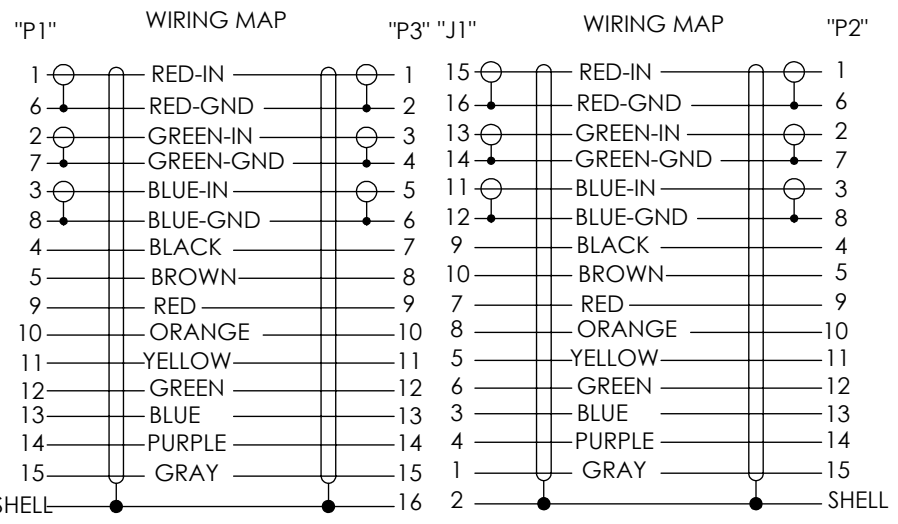 "P1" WIRING MAP "P3" "J1" WIRING MAP "P2"
1 RED-IN 1 15 RED-IN 1
6 RED-GND 2 16 RED-GND 6
2 GREEN-IN 3 13 GREEN-IN 2
7 GREEN-GND 4 14 GREEN-GND 7
3 BLUE-IN 5 11 BLUE-IN 3
8 BLUE-GND 6 12 BLUE-GND 8
4 BLACK 7 9 BLACK 4
5 BROWN 8 10 BROWN 5
9 RED 9 7 RED 9
10 ORANGE 10 8 ORANGE 10
11 YELLOW 11 5 YELLOW 11
12 GREEN 12 6 GREEN 12
13 BLUE 13 3 BLUE 13
14 PURPLE 14 4 PURPLE 14
15 GRAY 15 1 GRAY 15
SHELL 16 2 SHELL